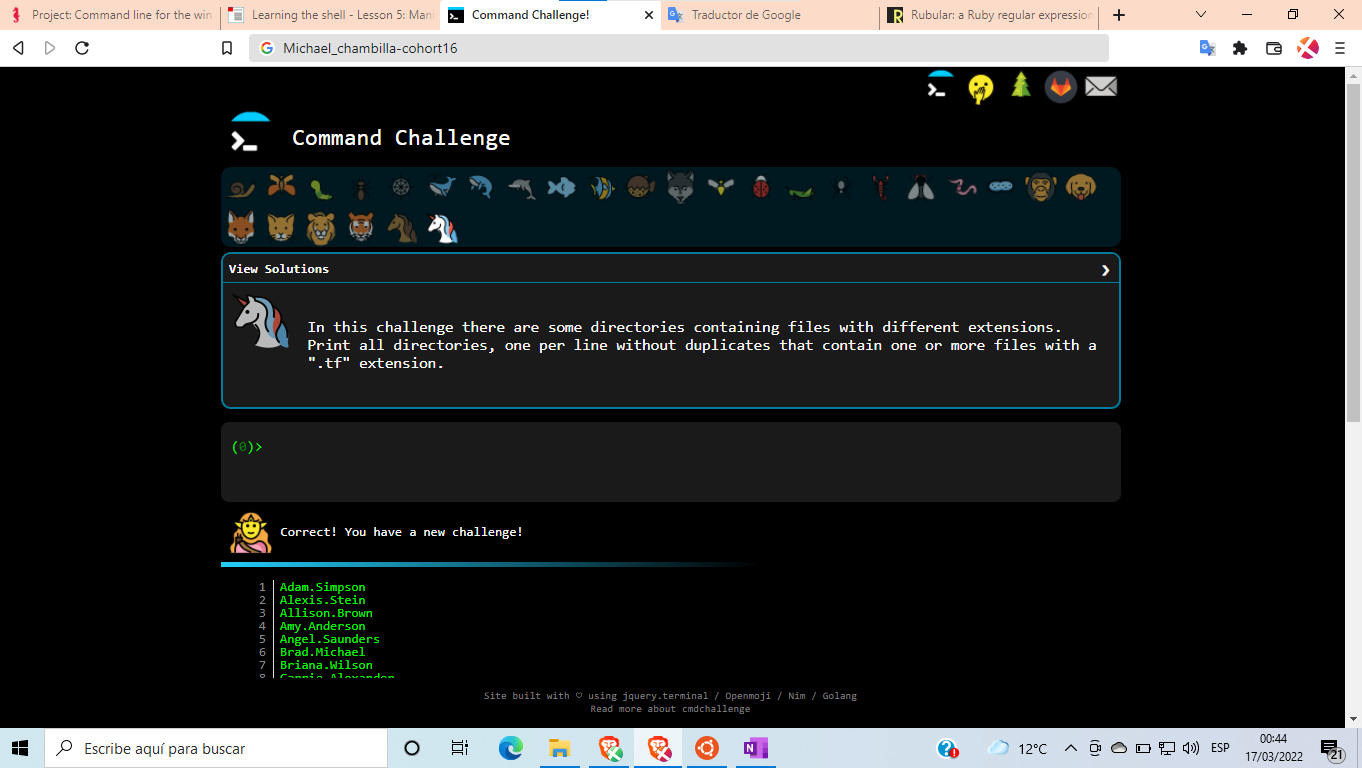 Project: Command line for the win
Learning the shell - Lesson 5: Mani
Command Challenge!
Traductor de Google
Rubular: a Ruby regular expression
Michael_chambilla-cohort16
Command Challenge
View Solutions
In this challenge there are some directories containing files with different extensions.
Print all directories, one per line without duplicates that contain one or more files with a
".tf" extension.
(0)>
Correct! You have a new challenge!
1 Adam.Simpson
2 Alexis.Stein
3 Allison.Brown
4 Amy.Anderson
5 Angel.Saunders
6 Brad.Michael
7 Briana.Wilson
8 Carrie.Alexander
Site built with ♡ using jquery.terminal / Openmoji / Nim / Golang
Read more about cmdchallenge
Escribe aquí para buscar
12°C
ESP
00:44
17/03/2022
21